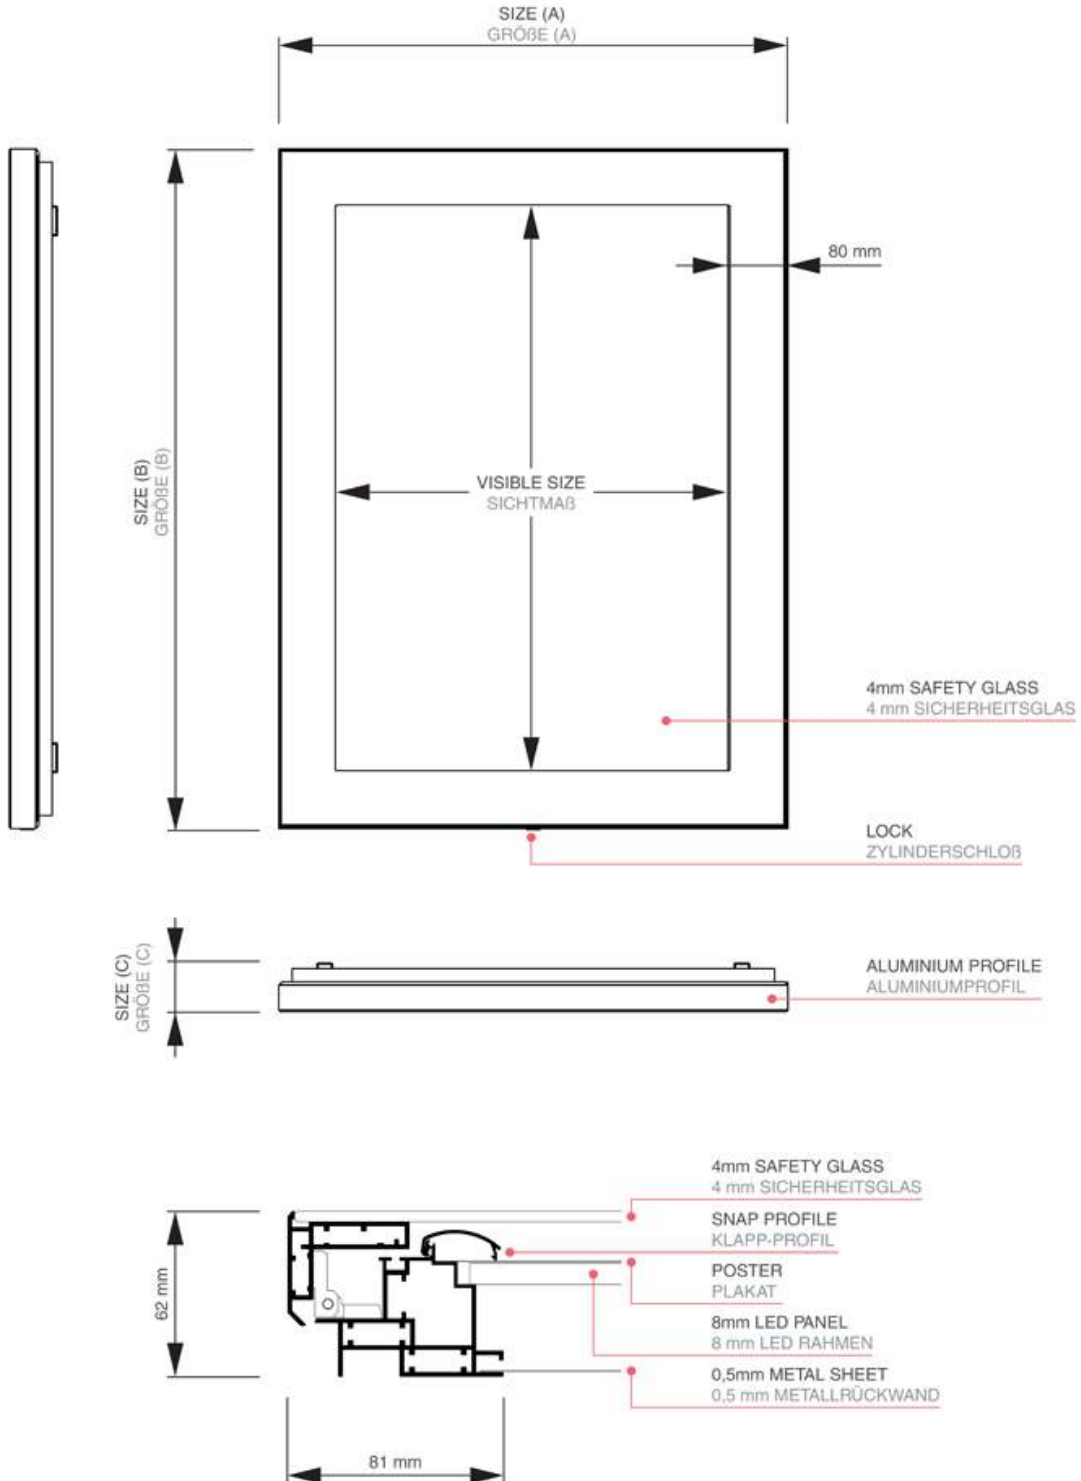 SIZE (A)
GRÖßE (A)
80 mm
SIZE (B)
GRÖßE (B)
VISIBLE SIZE
SICHTMAß
4mm SAFETY GLASS
4 mm SICHERHEITSGLAS
LOCK
ZYLINDERSCHLOß
SIZE (C)
GRÖßE (C)
ALUMINIUM PROFILE
ALUMINIUMPROFIL
4mm SAFETY GLASS
4 mm SICHERHEITSGLAS
SNAP PROFILE
KLAPP-PROFIL
POSTER
PLAKAT
62 mm
8mm LED PANEL
8 mm LED RAHMEN
0,5mm METAL SHEET
0,5 mm METALLRÜCKWAND
81 mm